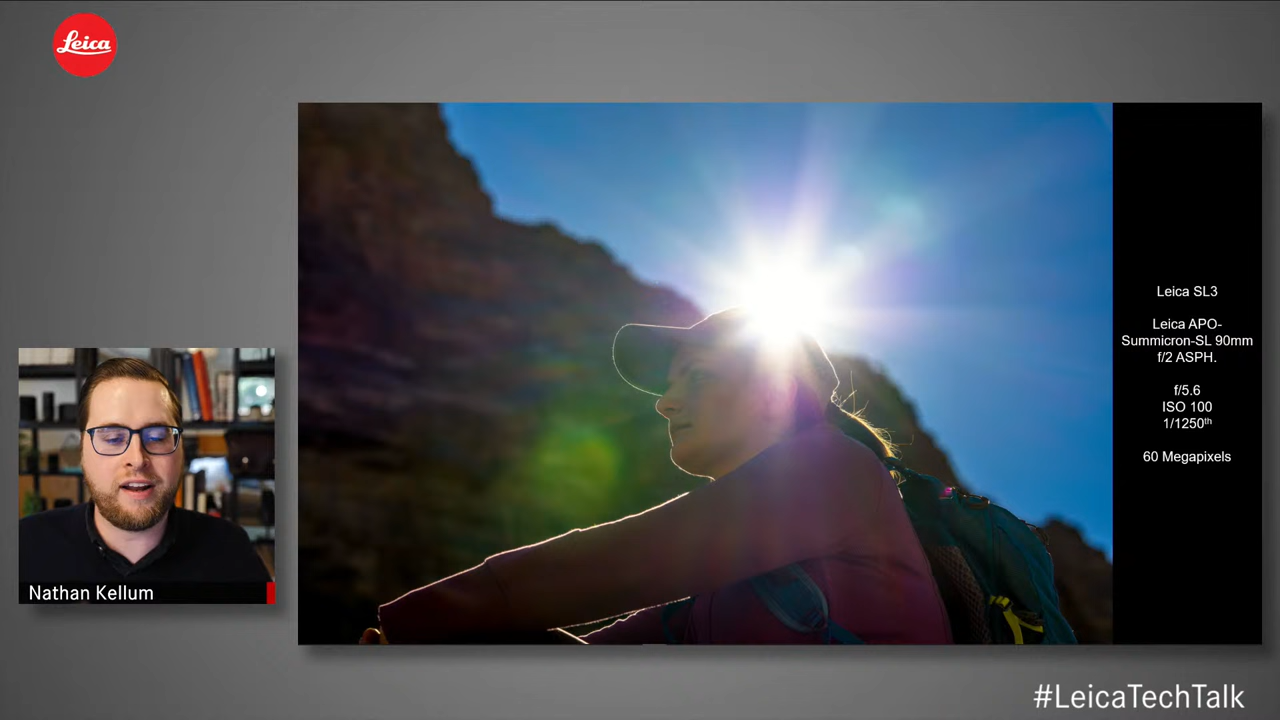 Leica
Leica SL3
Leica APO-
Summicron-SL 90mm
f/2 ASPH.
f/5.6
ISO 100
1/1250th
60 Megapixels
Nathan Kellum
#LeicaTechTalk